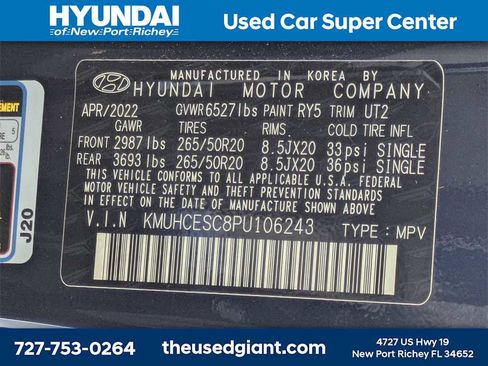 HYUNDAI
of New Port Richey
Used Car Super Center
MANUFACTURED IN KOREA BY
HYUNDAI MOTOR COMPANY
APR/2022 GVWR 6527lbs PAINT RY5 TRIM UT2
GAWR TIRES RIMS COLD TIRE INFL
FRONT 2987lbs 265/50R20 8.5JX20 33psi SINGLE
REAR 3693lbs 265/50R20 8.5JX20 36psi SINGLE
THIS VEHICLE CONFORMS TO ALL APPLICABLE U.S.A. FEDERAL
MOTOR VEHICLE SAFETY, BUMPER, AND THEFT PREVENTION STANDARDS
IN EFFECT ON THE DATE OF MANUFACTURE SHOWN ABOVE.
V.I.N KMUHCESC8PU106243 TYPE: MPV
J20
727-753-0264
theusedgiant.com
4727 US Hwy 19
New Port Richey FL 34652